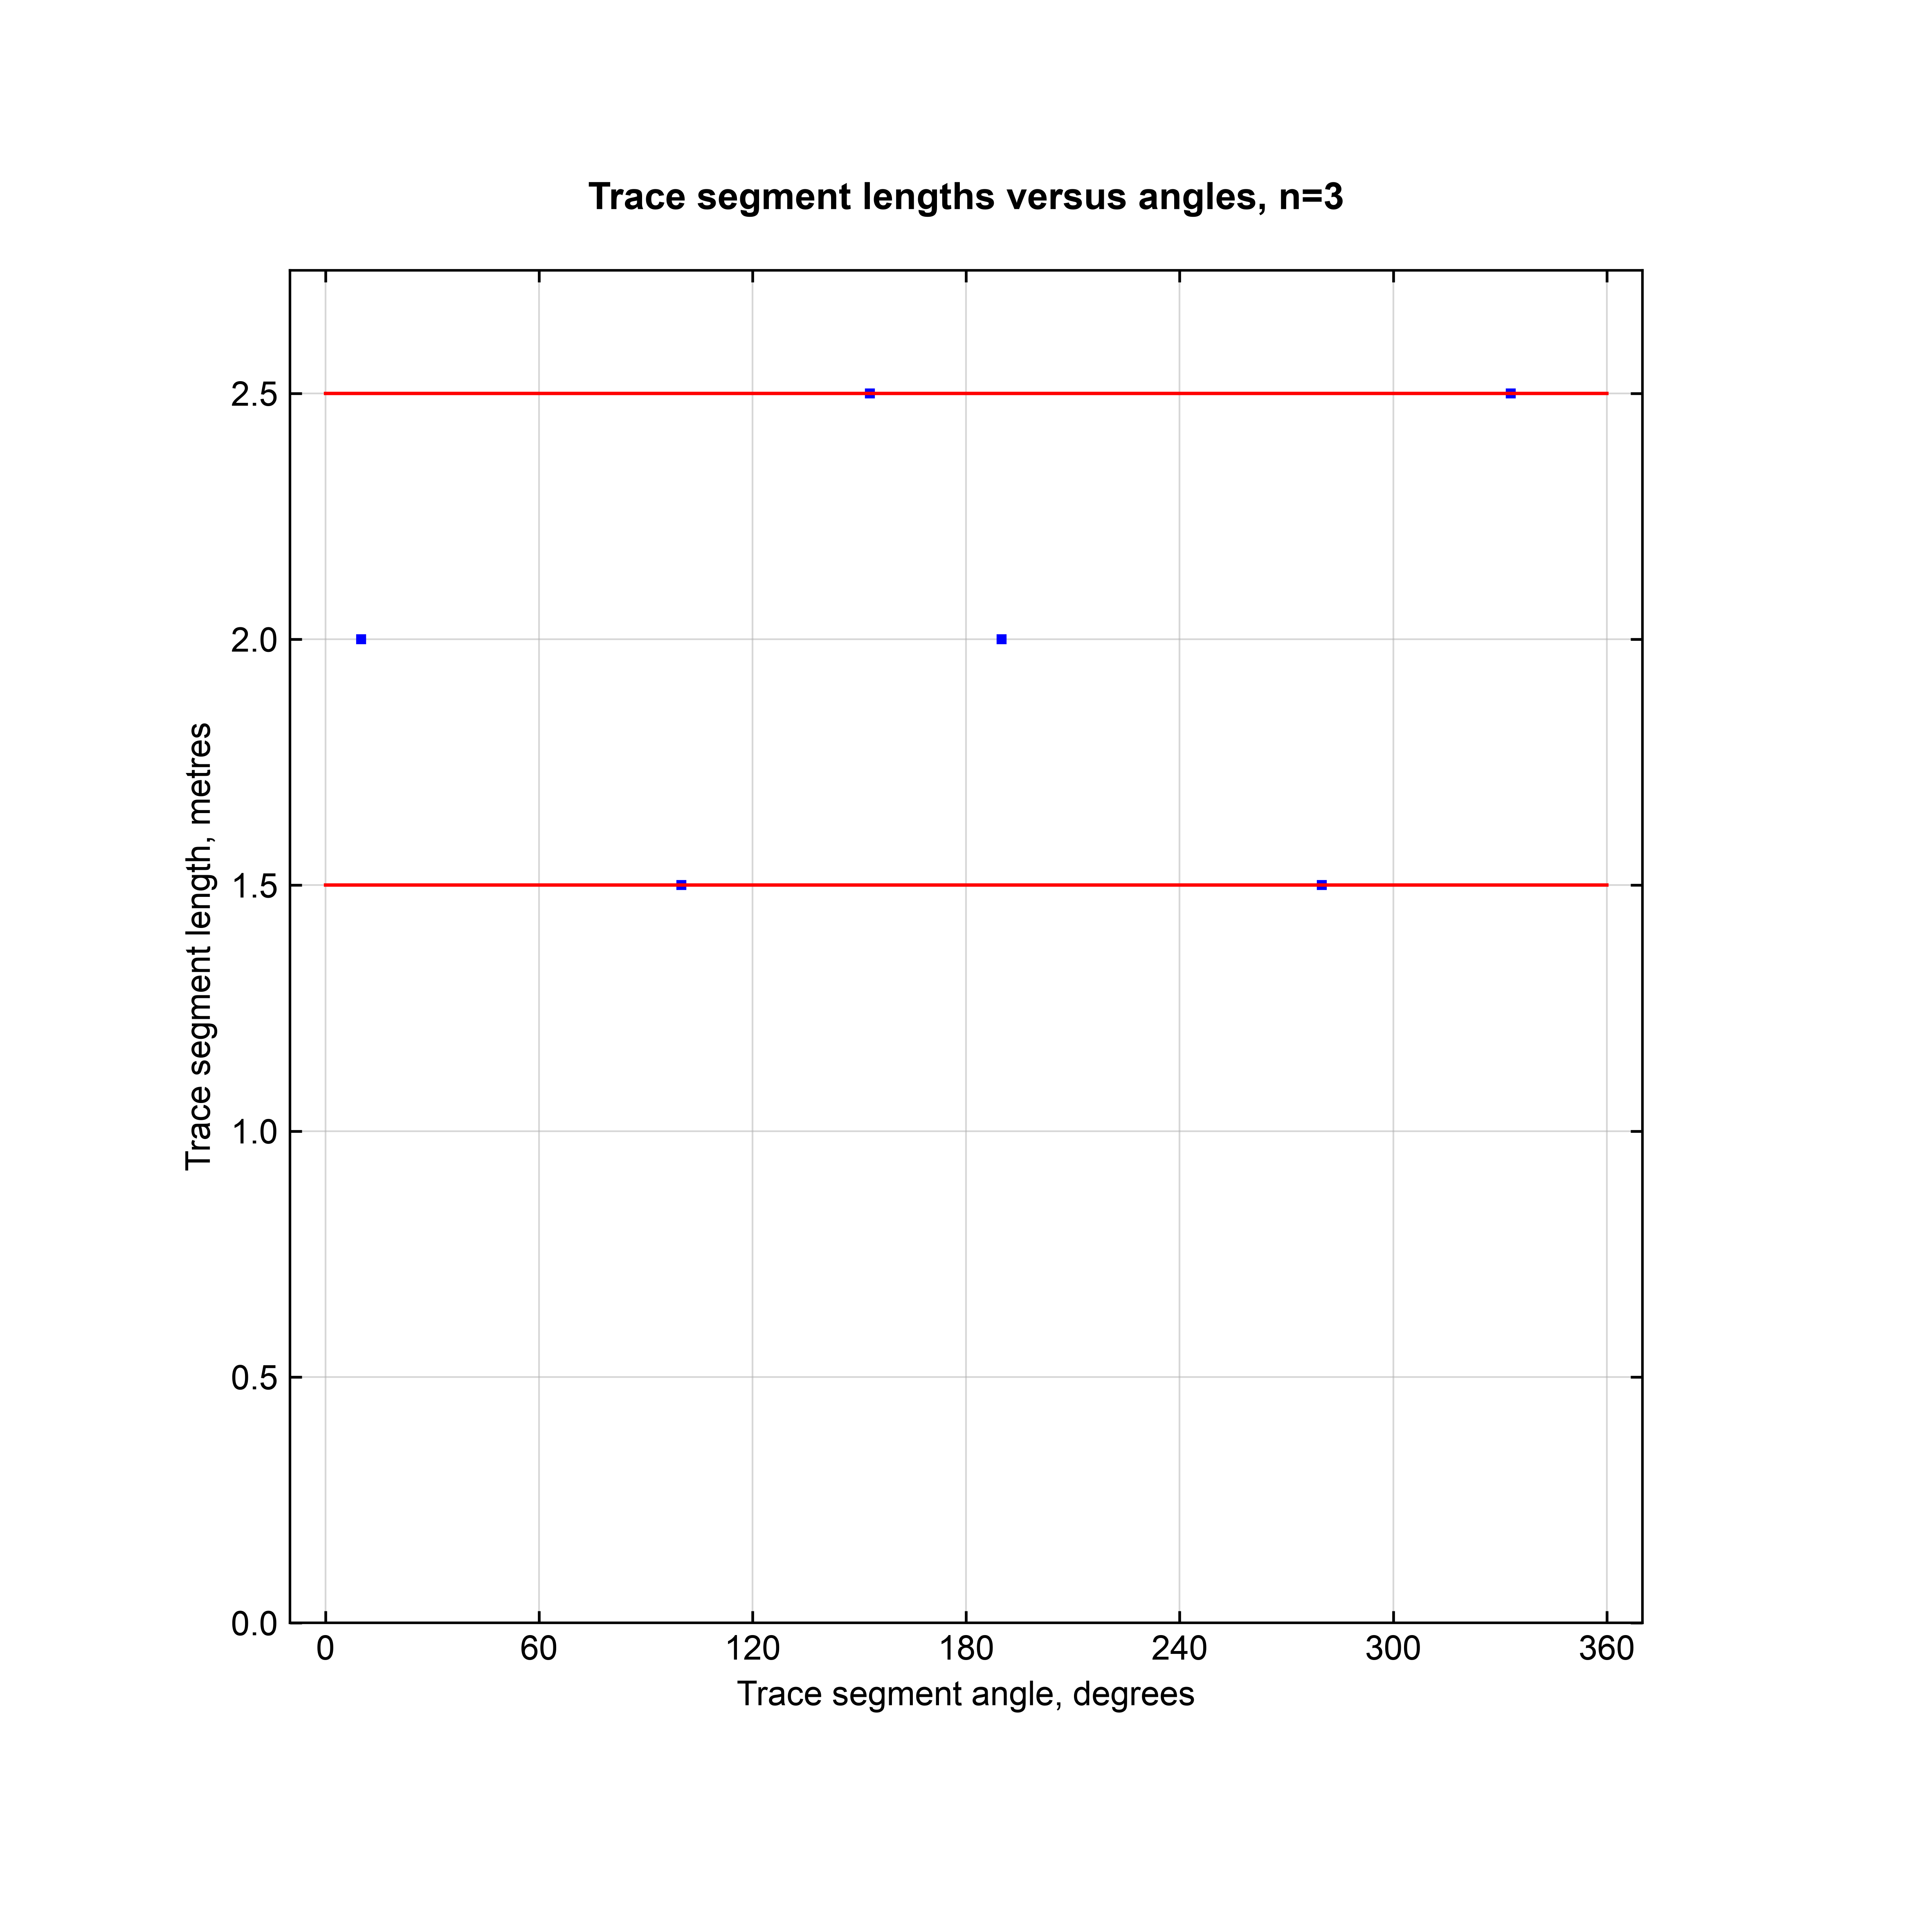 Trace segment lengths versus angles, n=3
2.5
2.0
1.5
1.0
0.5
0.0
Trace segment length, metres
0 60 120 180 240 300 360
Trace segment angle, degrees